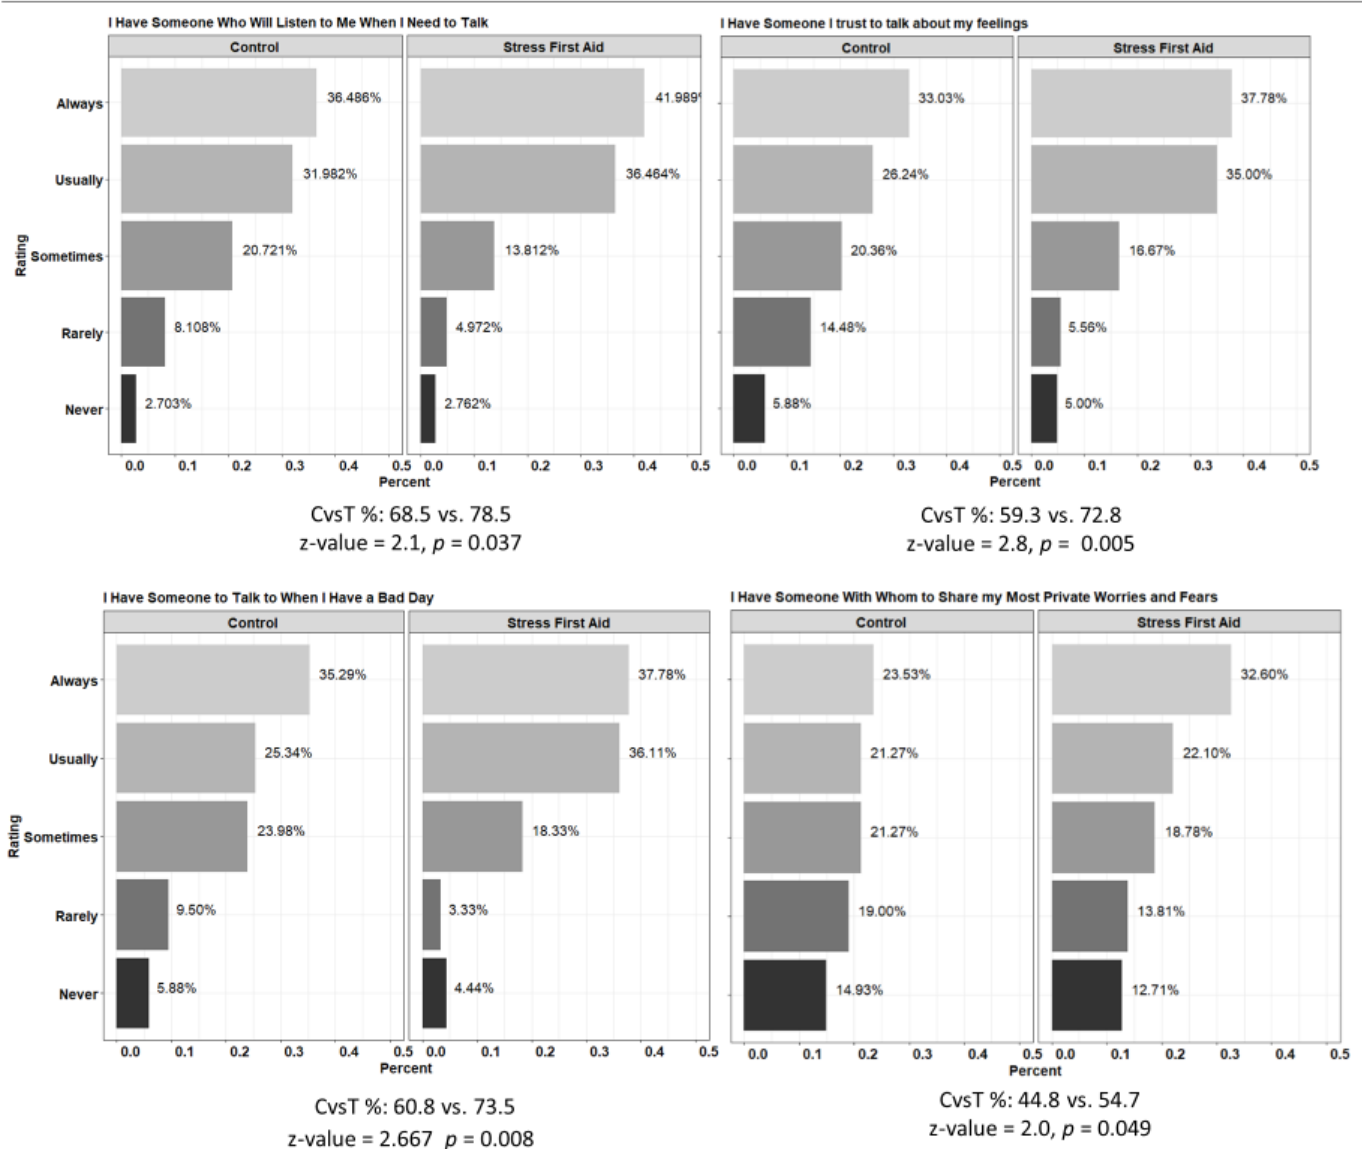 I Have Someone Who Will Listen to Me When I Need to Talk
Control
Stress First Aid
Rating
Always
36.486%
41.989%
Usually
31.982%
36.464%
Sometimes
20.721%
13.812%
Rarely
8.108%
4.972%
Never
2.703%
2.762%
0.0 0.1 0.2 0.3 0.4 0.5
0.0 0.1 0.2 0.3 0.4 0.5
Percent
CvsT %: 68.5 vs. 78.5
z-value = 2.1, p = 0.037
I Have Someone I trust to talk about my feelings
Control
Stress First Aid
33.03%
37.78%
26.24%
35.00%
20.36%
16.67%
14.48%
5.56%
5.88%
5.00%
0.0 0.1 0.2 0.3 0.4 0.5
0.0 0.1 0.2 0.3 0.4 0.5
Percent
CvsT %: 59.3 vs. 72.8
z-value = 2.8, p = 0.005
I Have Someone to Talk to When I Have a Bad Day
Control
Stress First Aid
Rating
Always
35.29%
37.78%
Usually
25.34%
36.11%
Sometimes
23.98%
18.33%
Rarely
9.50%
3.33%
Never
5.88%
4.44%
0.0 0.1 0.2 0.3 0.4 0.5
0.0 0.1 0.2 0.3 0.4 0.5
Percent
CvsT %: 60.8 vs. 73.5
z-value = 2.667 p = 0.008
I Have Someone With Whom to Share my Most Private Worries and Fears
Control
Stress First Aid
23.53%
32.60%
21.27%
22.10%
21.27%
18.78%
19.00%
13.81%
14.93%
12.71%
0.0 0.1 0.2 0.3 0.4 0.5
0.0 0.1 0.2 0.3 0.4 0.5
Percent
CvsT %: 44.8 vs. 54.7
z-value = 2.0, p = 0.049